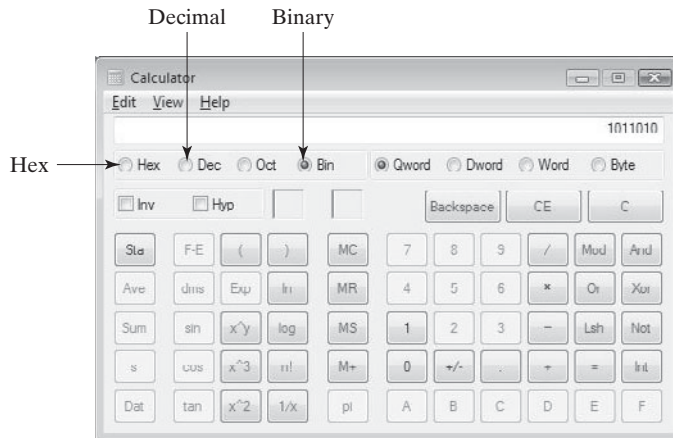 Decimal Binary
Calculator
Edit View Help
1011010
Hex
Hex Dec Oct Bin Qword Dword Word Byte
Inv Hyp Backspace CE C
Sta F-E ( ) MC 7 8 9 / Mod And
Ave dms Exp ln MR 4 5 6 * Or Xor
Sum sin x^y log MS 1 2 3 - Lsh Not
s cos x^3 n! M+ 0 +/- . + = Int
Dat tan x^2 1/x pi A B C D E F